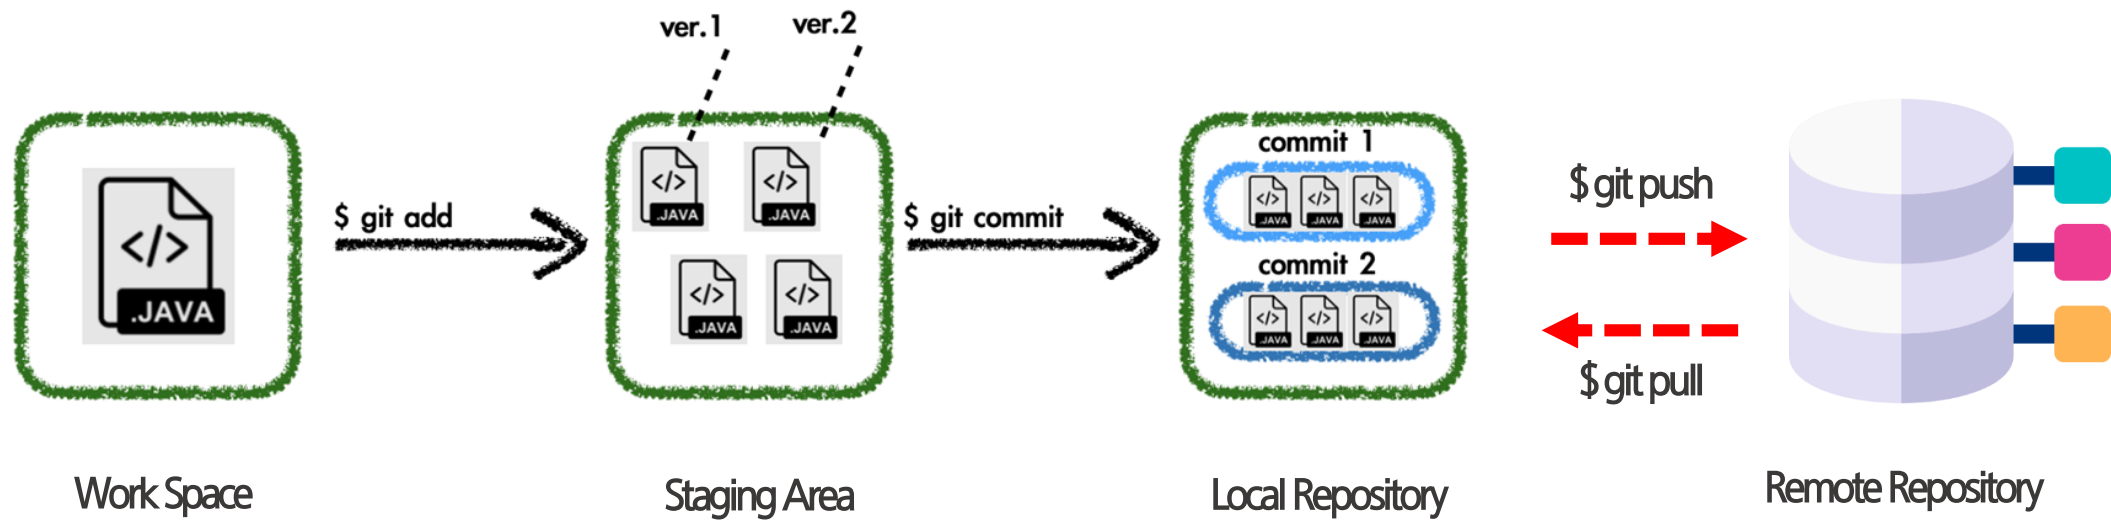 ver.1
ver.2
.JAVA
$ git add
.JAVA
.JAVA
.JAVA
.JAVA
$ git commit
commit 1
.JAVA
.JAVA
.JAVA
commit 2
.JAVA
.JAVA
.JAVA
$ git push
$ git pull
Work Space
Staging Area
Local Repository
Remote Repository